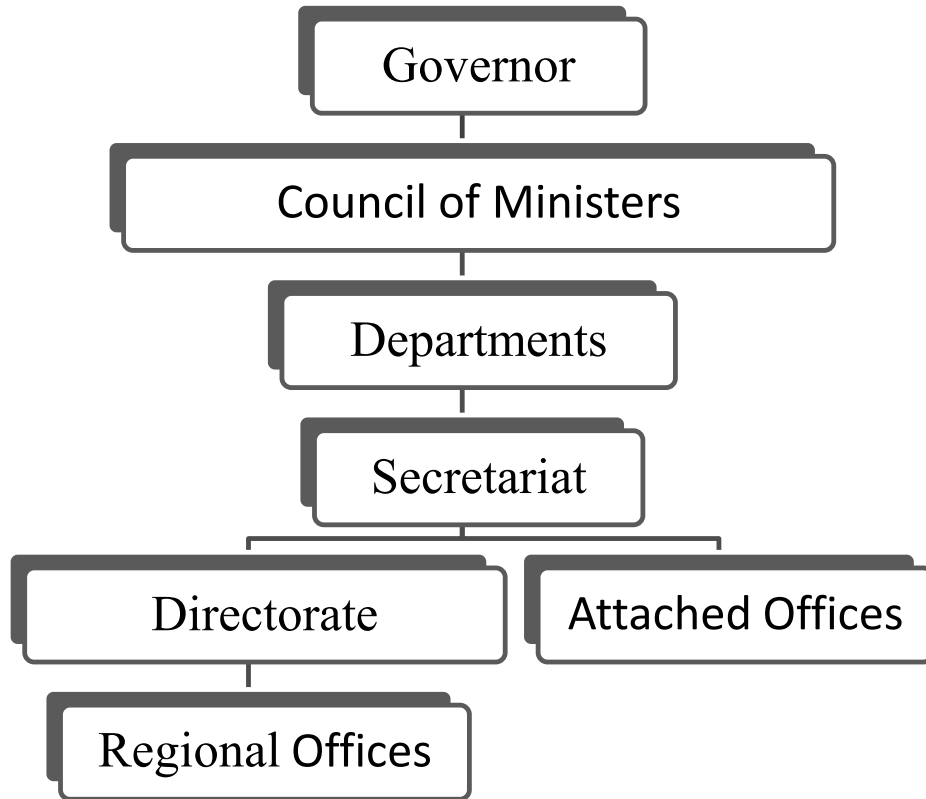 Governor
Council of Ministers
Departments
Secretariat
Directorate
Attached Offices
Regional Offices